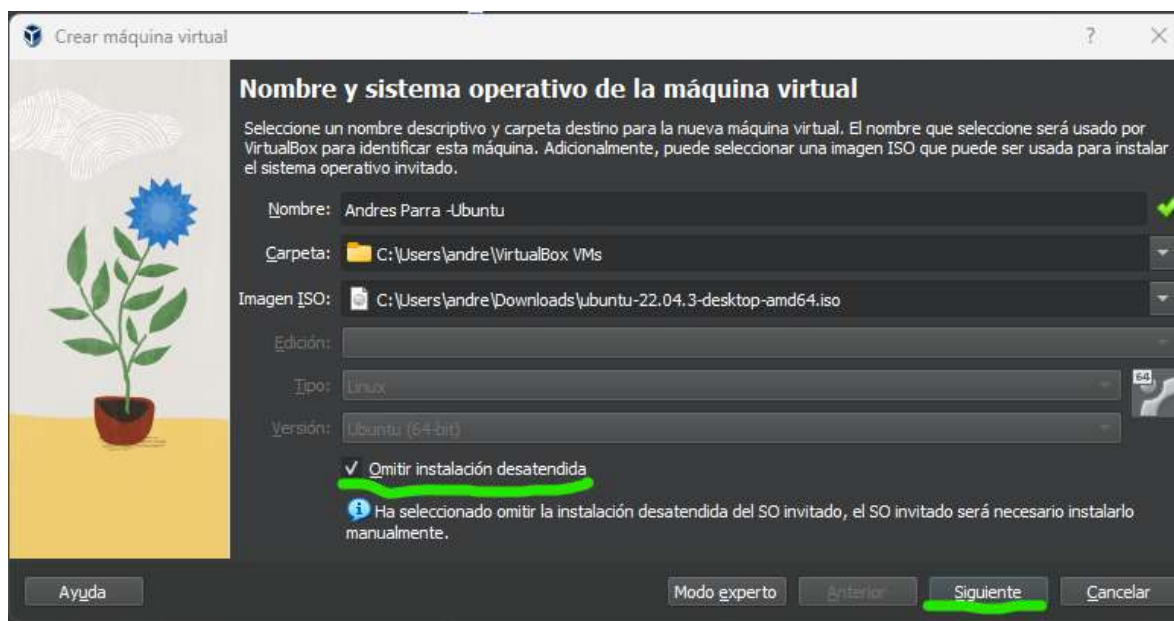 Crear máquina virtual
Nombre y sistema operativo de la máquina virtual
Seleccione un nombre descriptivo y carpeta destino para la nueva máquina virtual. El nombre que seleccione será usado por
VirtualBox para identificar esta máquina. Adicionalmente, puede seleccionar una imagen ISO que puede ser usada para instalar
el sistema operativo invitado.
Nombre: Andres Parra -Ubuntu
Carpeta: C:\Users\andre\VirtualBox VMs
Imagen ISO: C:\Users\andre\Downloads\ubuntu-22.04.3-desktop-amd64.iso
Edición:
Tipo: Linux
64
Versión: Ubuntu (64-bit)
Omitir instalación desatendida
Ha seleccionado omitir la instalación desatendida del SO invitado, el SO invitado será necesario instalarlo
manualmente.
Ayuda Modo experto Anterior Siguiente Cancelar